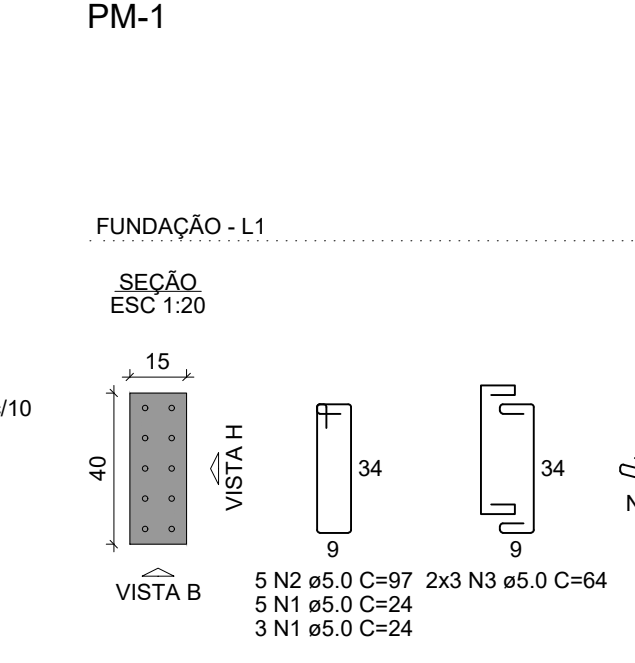 PM-1
FUNDAÇÃO - L1
SEÇÃO
ESC 1:20
15
/10
40
VISTA H
34
34
9
9
VISTA B
5 N2 ø5.0 C=97
2x3 N3 ø5.0 C=64
5 N1 ø5.0 C=24
3 N1 ø5.0 C=24